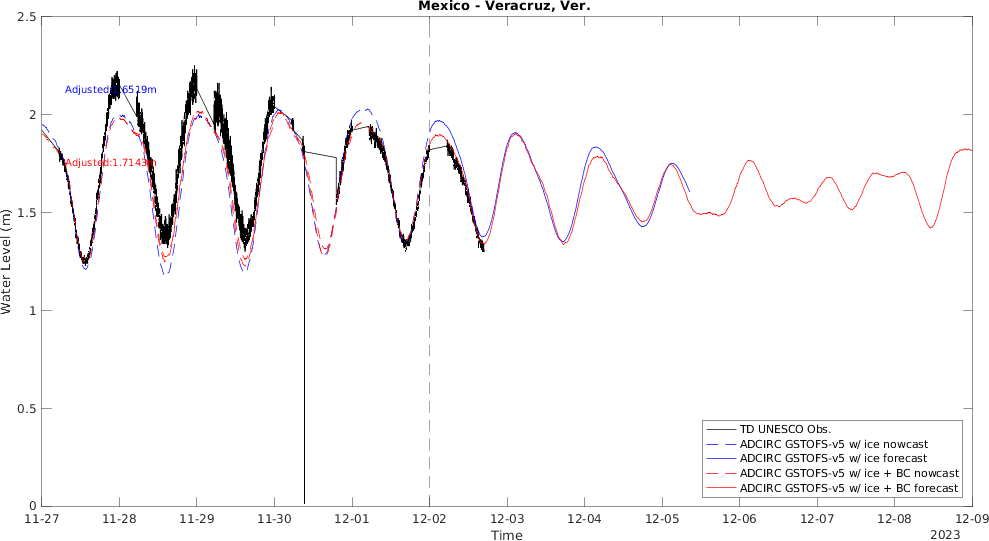 Mexico - Veracruz, Ver.
2.5
2
1.5
1
0.5
0
Water Level (m)
Adjusted:1.6519m
Adjusted:1.7143m
TD UNESCO Obs.
ADCIRC GSTOFS-v5 w/ ice nowcast
ADCIRC GSTOFS-v5 w/ ice forecast
ADCIRC GSTOFS-v5 w/ ice + BC nowcast
ADCIRC GSTOFS-v5 w/ ice + BC forecast
11-27 11-28 11-29 11-30 12-01 12-02 12-03 12-04 12-05 12-06 12-07 12-08 12-09
Time
2023